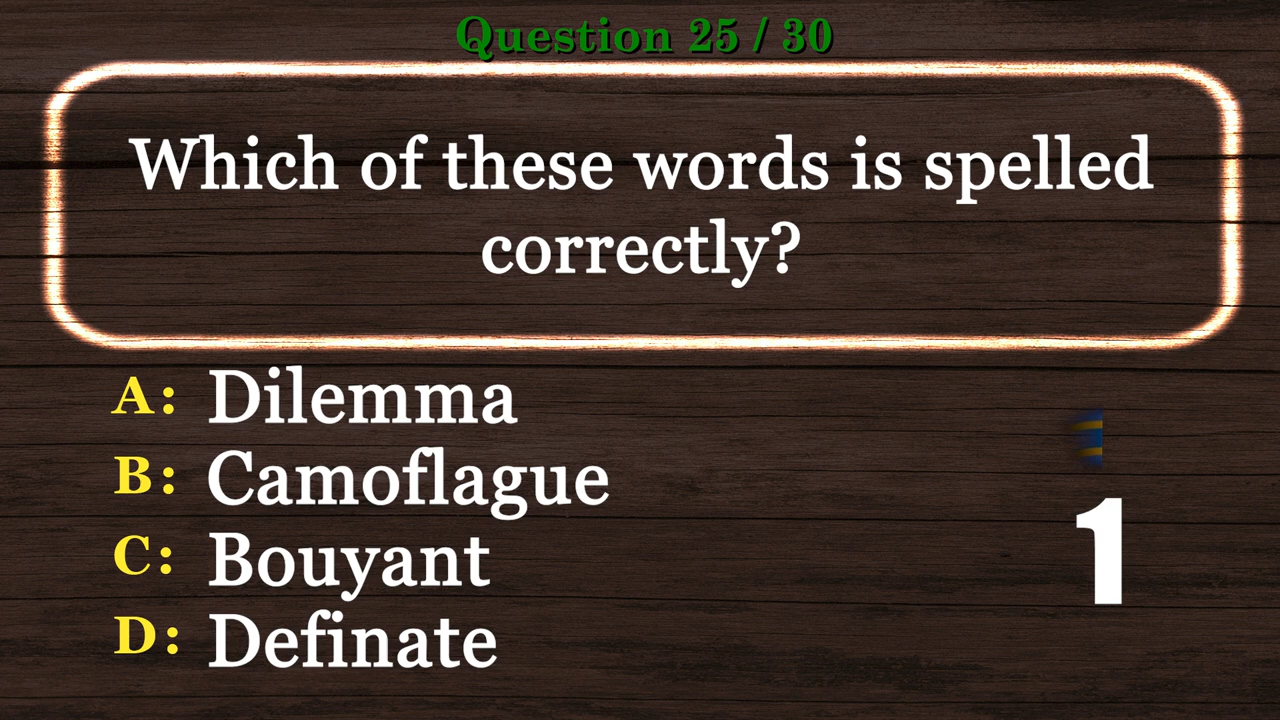 Question 25 / 30
Which of these words is spelled
correctly?
A: Dilemma
B: Camoflague
C: Bouyant
D: Definate
1